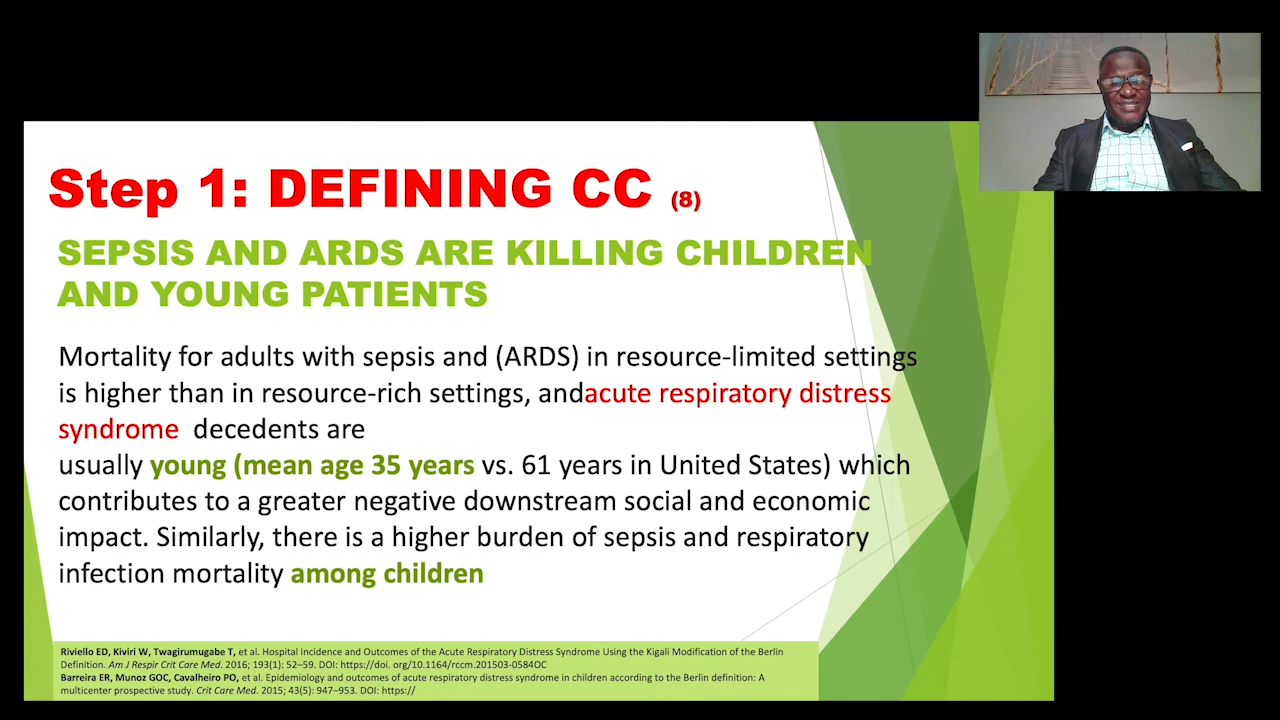 Step 1: DEFINING CC (8)
SEPSIS AND ARDS ARE KILLING CHILDREN
AND YOUNG PATIENTS
Mortality for adults with sepsis and (ARDS) in resource-limited settings
is higher than in resource-rich settings, andacute respiratory distress
syndrome decedents are
usually young (mean age 35 years vs. 61 years in United States) which
contributes to a greater negative downstream social and economic
impact. Similarly, there is a higher burden of sepsis and respiratory
infection mortality among children
Riviello ED, Kiviri W, Twagirumugabe T, et al. Hospital Incidence and Outcomes of the Acute Respiratory Distress Syndrome Using the Kigali Modification of the Berlin
Definition. Am J Respir Crit Care Med. 2016; 193(1): 52–59. DOI: https://doi. org/10.1164/rccm.201503-0584OC
Barreira ER, Munoz GOC, Cavalheiro PO, et al. Epidemiology and outcomes of acute respiratory distress syndrome in children according to the Berlin definition: A
multicenter prospective study. Crit Care Med. 2015; 43(5): 947–953. DOI: https://